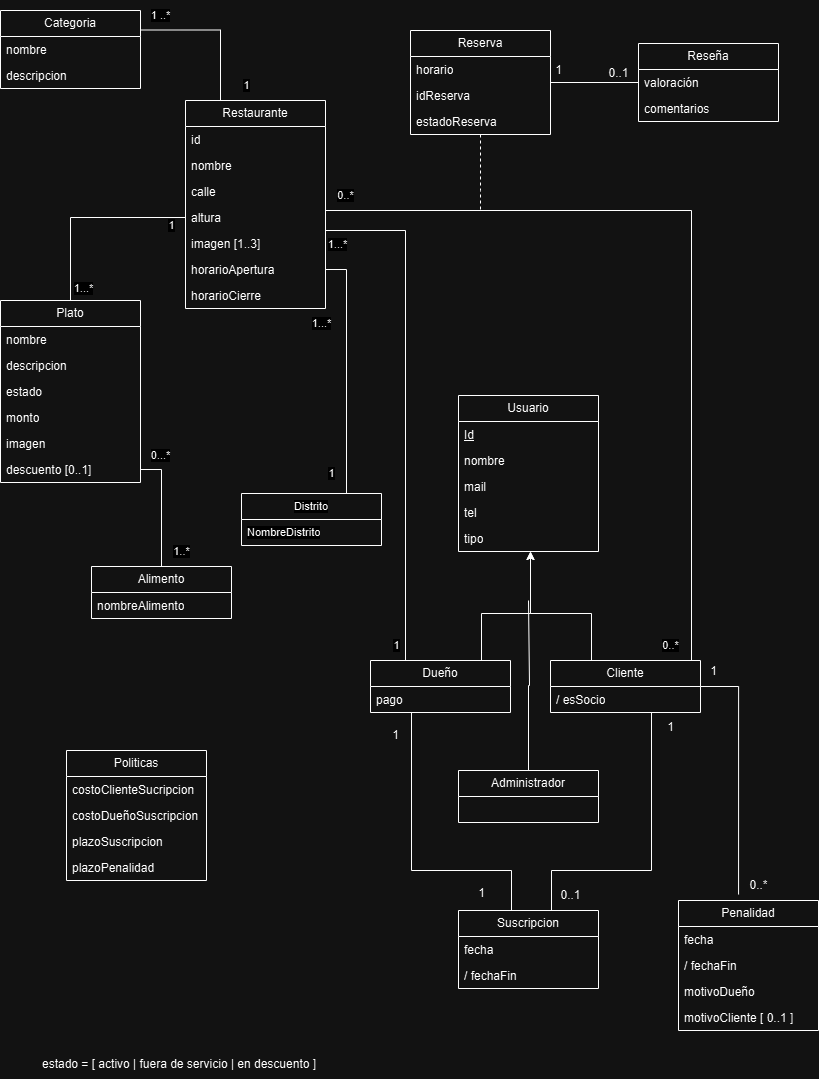 Categoria
nombre
descripcion
1 ..*
1
Restaurante
id
nombre
calle
altura
imagen [1..3]
horarioApertura
horarioCierre
Reserva
horario
idReserva
estadoReserva
1
0..1
Reseña
valoración
comentarios
0..*
1...*
1
1...*
1...*
Plato
nombre
descripcion
estado
monto
imagen
descuento [0..1]
0...*
1..*
Alimento
nombreAlimento
1
Distrito
NombreDistrito
Usuario
Id
nombre
mail
tel
tipo
1
0..*
Dueño
pago
Cliente
/ esSocio
1
1
1
Administrador
Politicas
costoClienteSucripcion
costoDueñoSuscripcion
plazoSuscripcion
plazoPenalidad
1
0..1
0..*
Suscripcion
fecha
/ fechaFin
Penalidad
fecha
/ fechaFin
motivoDueño
motivoCliente [ 0..1 ]
estado = [ activo | fuera de servicio | en descuento ]